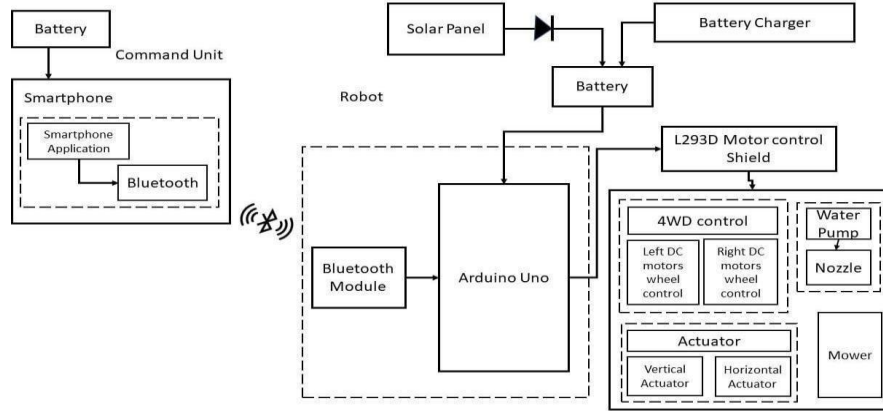 Battery
Command Unit
Smartphone
Smartphone
Application
Bluetooth
Solar Panel
Battery Charger
Battery
Robot
L293D Motor control
Shield
Bluetooth
Module
Arduino Uno
4WD control
Left DC
motors
wheel
control
Right DC
motors
wheel
control
Water
Pump
Nozzle
Actuator
Vertical
Actuator
Horizontal
Actuator
Mower